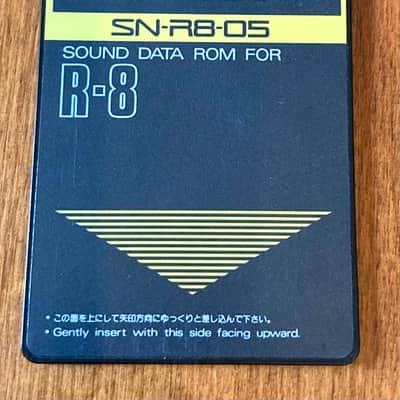 SN-R8-05
SOUND DATA ROM FOR
R-8
・この面を上にして矢印方向にゆっくりと差し込んで下さい。
・Gently insert with this side facing upward.